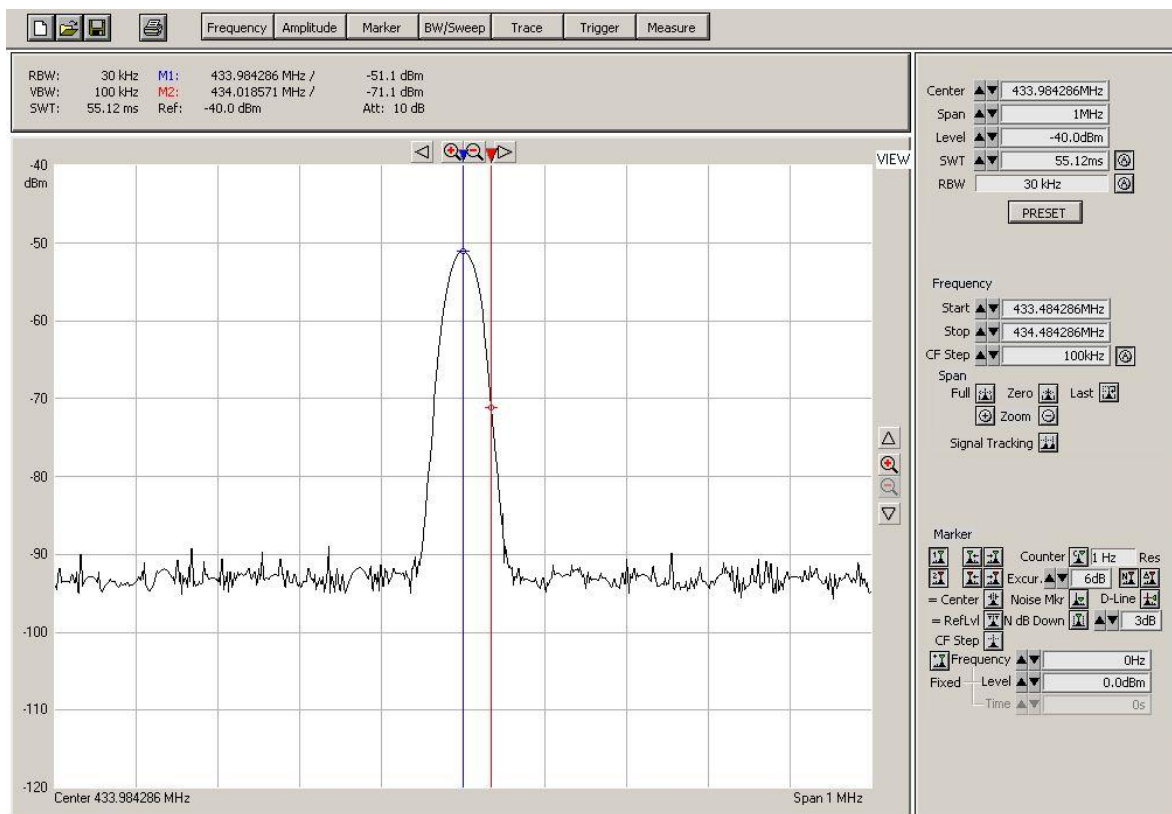 Frequency Amplitude Marker BW/Sweep Trace Trigger Measure
RBW: 30 kHz M1: 433.984286 MHz / -51.1 dBm
VBW: 100 kHz M2: 434.018571 MHz / -71.1 dBm
SWT: 55.12 ms Ref: -40.0 dBm Att: 10 dB
VIEW
-40
dBm
-50
-60
-70
-80
-90
-100
-110
-120
Center 433.984286 MHz Span 1 MHz
Center 433.984286MHz
Span 1MHz
Level -40.0dBm
SWT 55.12ms
RBW 30 kHz
PRESET
Frequency
Start 433.484286MHz
Stop 434.484286MHz
CF Step 100kHz
Span
Full Zero Last
Zoom
Signal Tracking
Marker
Counter 1 Hz Res
Excur. 6dB
= Center Noise Mkr D-Line
= RefLvl N dB Down 3dB
CF Step
Frequency 0Hz
Fixed Level 0.0dBm
Time 0s